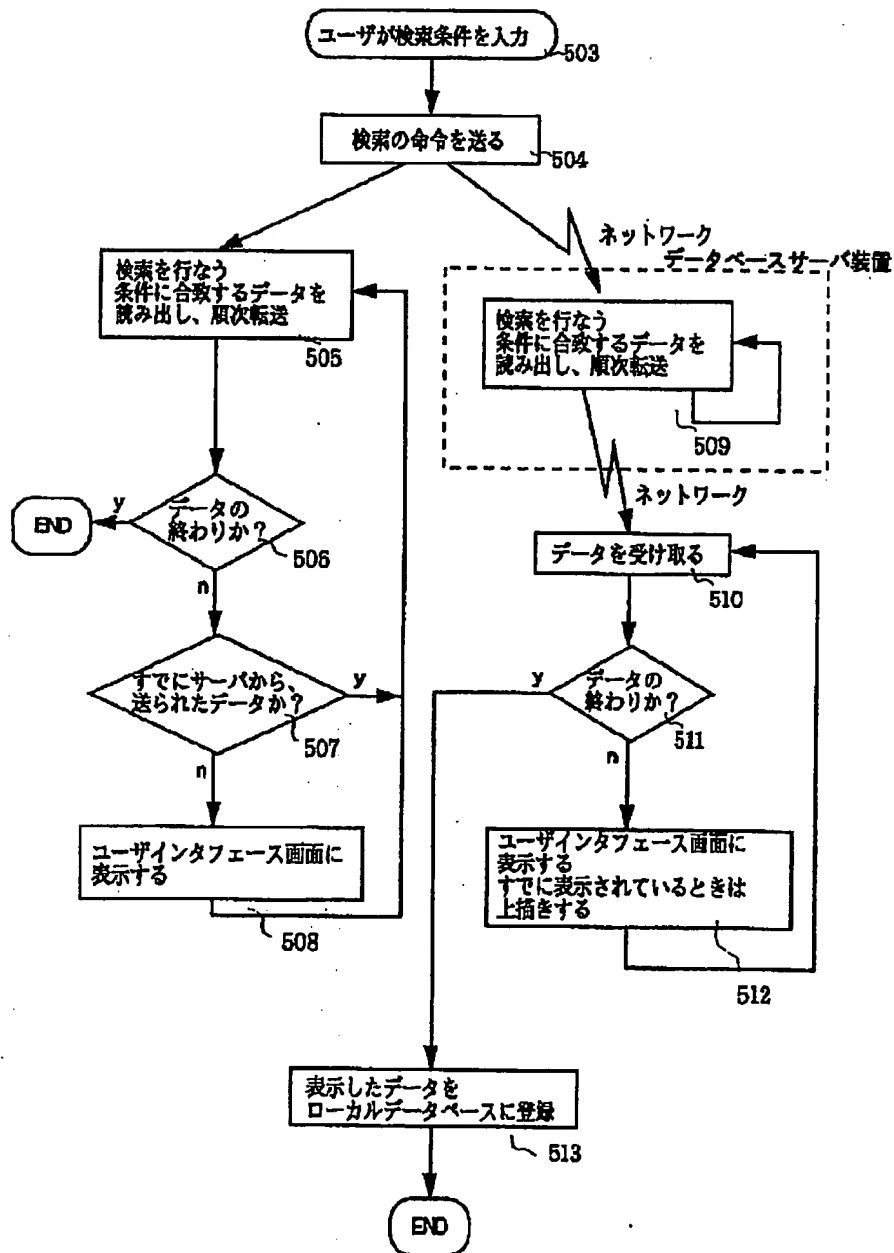 ユーザが検索条件を入力
503
検索の命令を送る
504
ネットワーク
データベースサーバ装置
検索を行なう
条件に合致するデータを
読み出し、順次転送
505
検索を行なう
条件に合致するデータを
読み出し、順次転送
509
ネットワーク
END
y
データの
終わりか？
506
n
データを受け取る
510
すでにサーバから、
送られたデータか？
y
507
n
y
データの
終わりか？
511
n
ユーザインタフェース画面に
表示する
508
ユーザインタフェース画面に
表示する
すでに表示されているときは
上描きする
512
表示したデータを
ローカルデータベースに登録
513
END